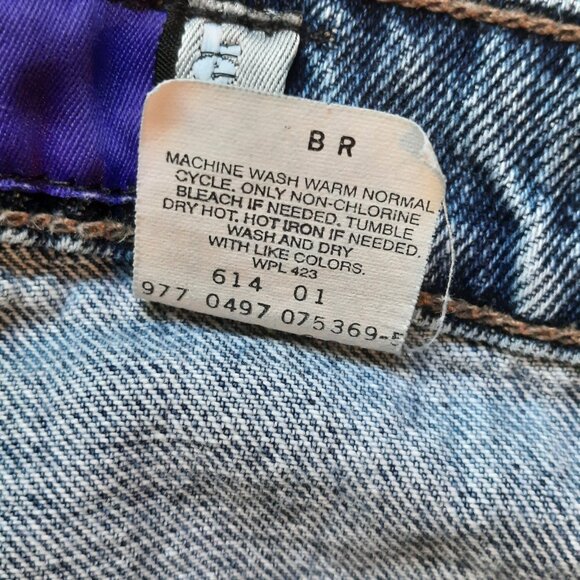 BR
MACHINE WASH WARM NORMAL
CYCLE. ONLY NON-CHLORINE
BLEACH IF NEEDED. TUMBLE
DRY HOT. HOT IRON IF NEEDED.
WASH AND DRY
WITH LIKE COLORS.
WPL 423
614 01
977 0497 075369-5